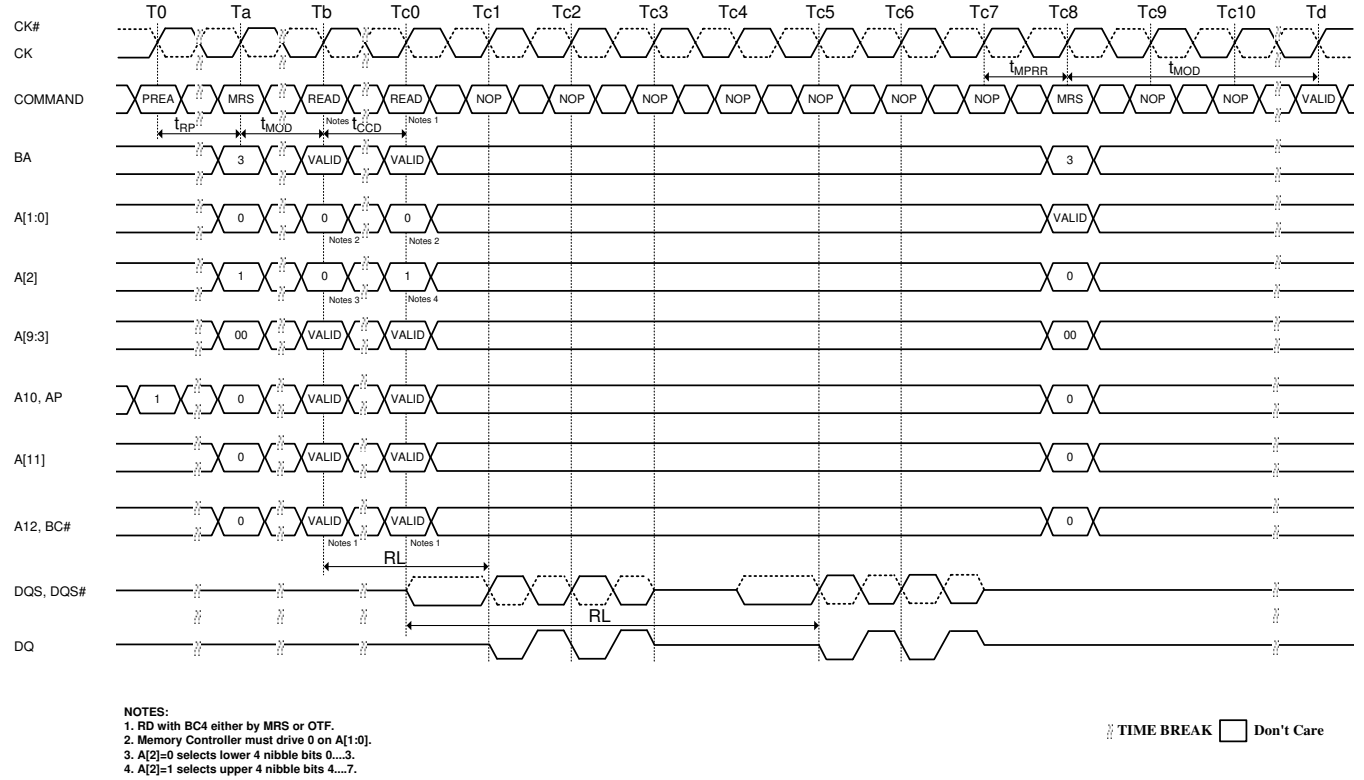 T0 Ta Tb Tc0 Tc1 Tc2 Tc3 Tc4 Tc5 Tc6 Tc7 Tc8 Tc9 Tc10 Td
CK#
CK
tMPRR tMOD
COMMAND PREA MRS READ READ NOP NOP NOP NOP NOP NOP NOP MRS NOP NOP VALID
Notes Notes 1
tRP tMOD tCCD
BA 3 VALID VALID 3
A[1:0] 0 0 0 VALID
Notes 2 Notes 2
A[2] 1 0 1 0
Notes 3 Notes 4
A[9:3] 00 VALID VALID 00
A10, AP 1 0 VALID VALID 0
A[11] 0 VALID VALID 0
A12, BC# 0 VALID VALID 0
Notes 1 Notes 1
RL
DQS, DQS#
RL
DQ
NOTES:
1. RD with BC4 either by MRS or OTF.
2. Memory Controller must drive 0 on A[1:0].
3. A[2]=0 selects lower 4 nibble bits 0....3.
4. A[2]=1 selects upper 4 nibble bits 4....7.
TIME BREAK Don't Care